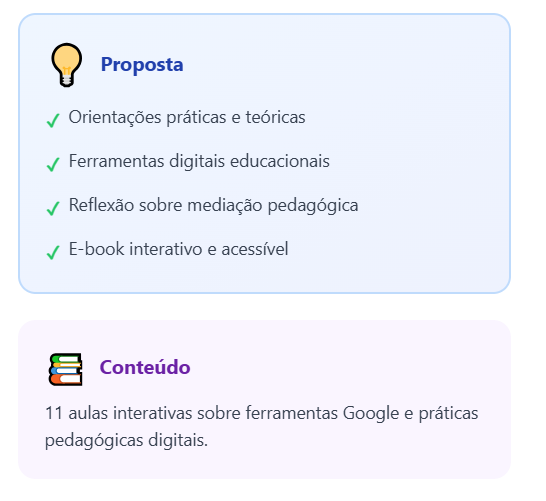 Proposta
Orientações práticas e teóricas
Ferramentas digitais educacionais
Reflexão sobre mediação pedagógica
E-book interativo e acessível
Conteúdo
11 aulas interativas sobre ferramentas Google e práticas
pedagógicas digitais.